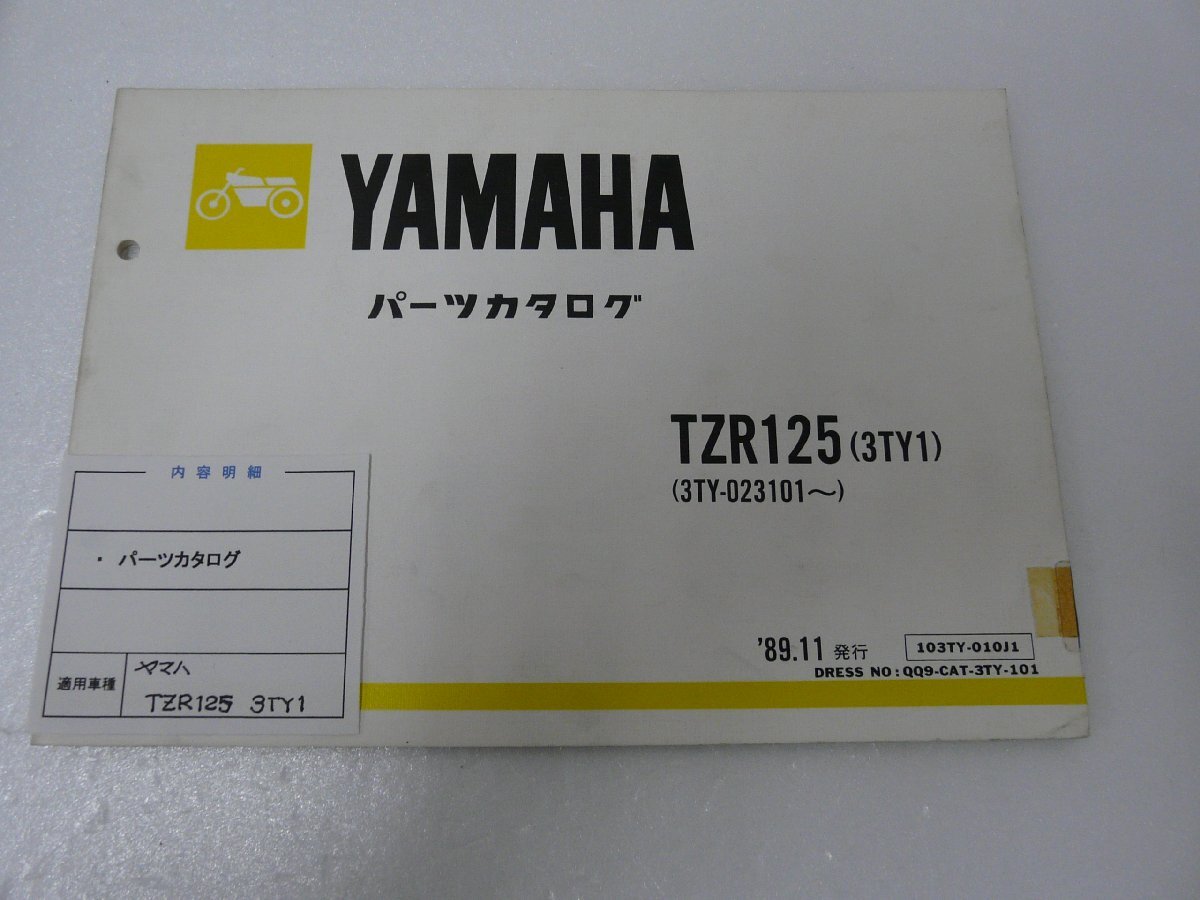 YAMAHA
パーツカタログ
TZR125 (3TY1)
(3TY-023101〜)
'89.11 発行 103TY-010J1
DRESS NO:QQ9-CAT-3TY-101
内容明細
・ パーツカタログ
適用車種
ヤマハ
TZR125 3TY1